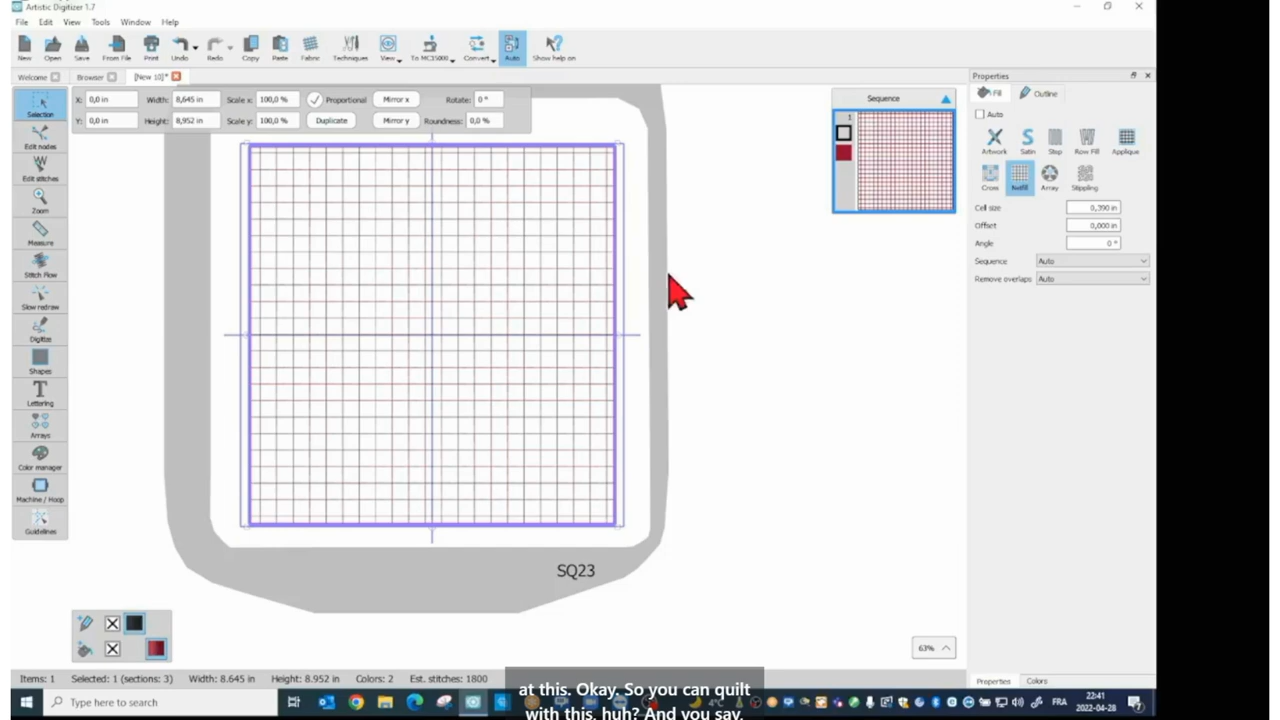 Artistic Digitizer 1.7
File Edit View Tools Window Help
New Open Save From File Print Undo Redo Copy Paste Fabric Techniques View To MC15000 Convert Auto Show help on
Welcome Browser [New 10]*
Properties
X: 0,0 in Width: 8,645 in Scale x: 100,0 % Proportional Mirror x Rotate: 0 °
Y: 0,0 in Height: 8,952 in Scale y: 100,0 % Duplicate Mirror y Roundness: 0,0 %
Selection
Edit nodes
Edit stitches
Zoom
Measure
Stitch Flow
Slow redraw
Digitize
Shapes
Lettering
Arrays
Color manager
Machine / Hoop
Guidelines
Sequence
1
Fill Outline
Auto
Artwork Satin Step Row Fill Applique
Cross Netfill Array Stippling
Cell size 0,390 in
Offset 0,000 in
Angle 0 °
Sequence Auto
Remove overlaps Auto
SQ23
63%
Items: 1 Selected: 1 (sections: 3) Width: 8.645 in Height: 8.952 in Colors: 2 Est. stitches: 1800
Properties Colors
at this. Okay. So you can quilt
with this, huh? And you say,
Type here to search
4°C
FRA
22:41
2022-04-28